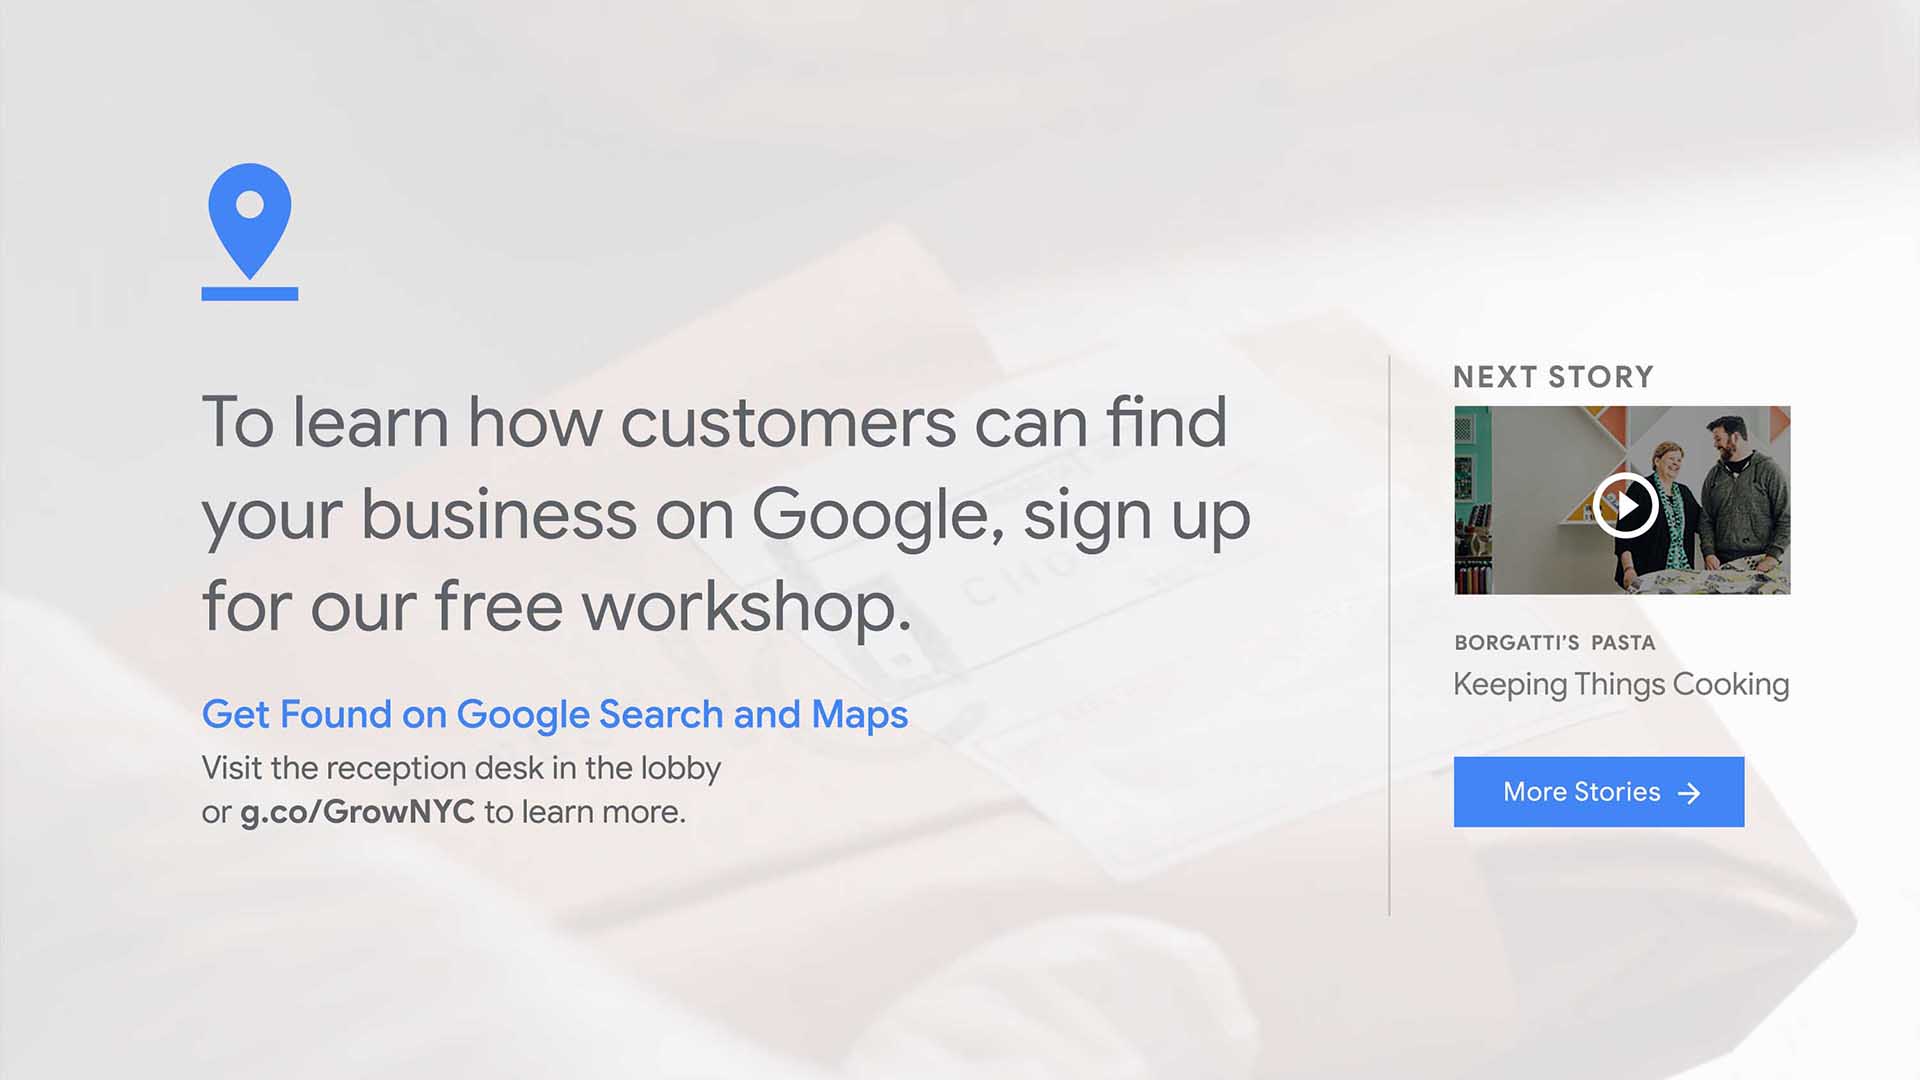 To learn how customers can find
your business on Google, sign up
for our free workshop.
Get Found on Google Search and Maps
Visit the reception desk in the lobby
or g.co/GrowNYC to learn more.
NEXT STORY
BORGATTI'S PASTA
Keeping Things Cooking
More Stories →